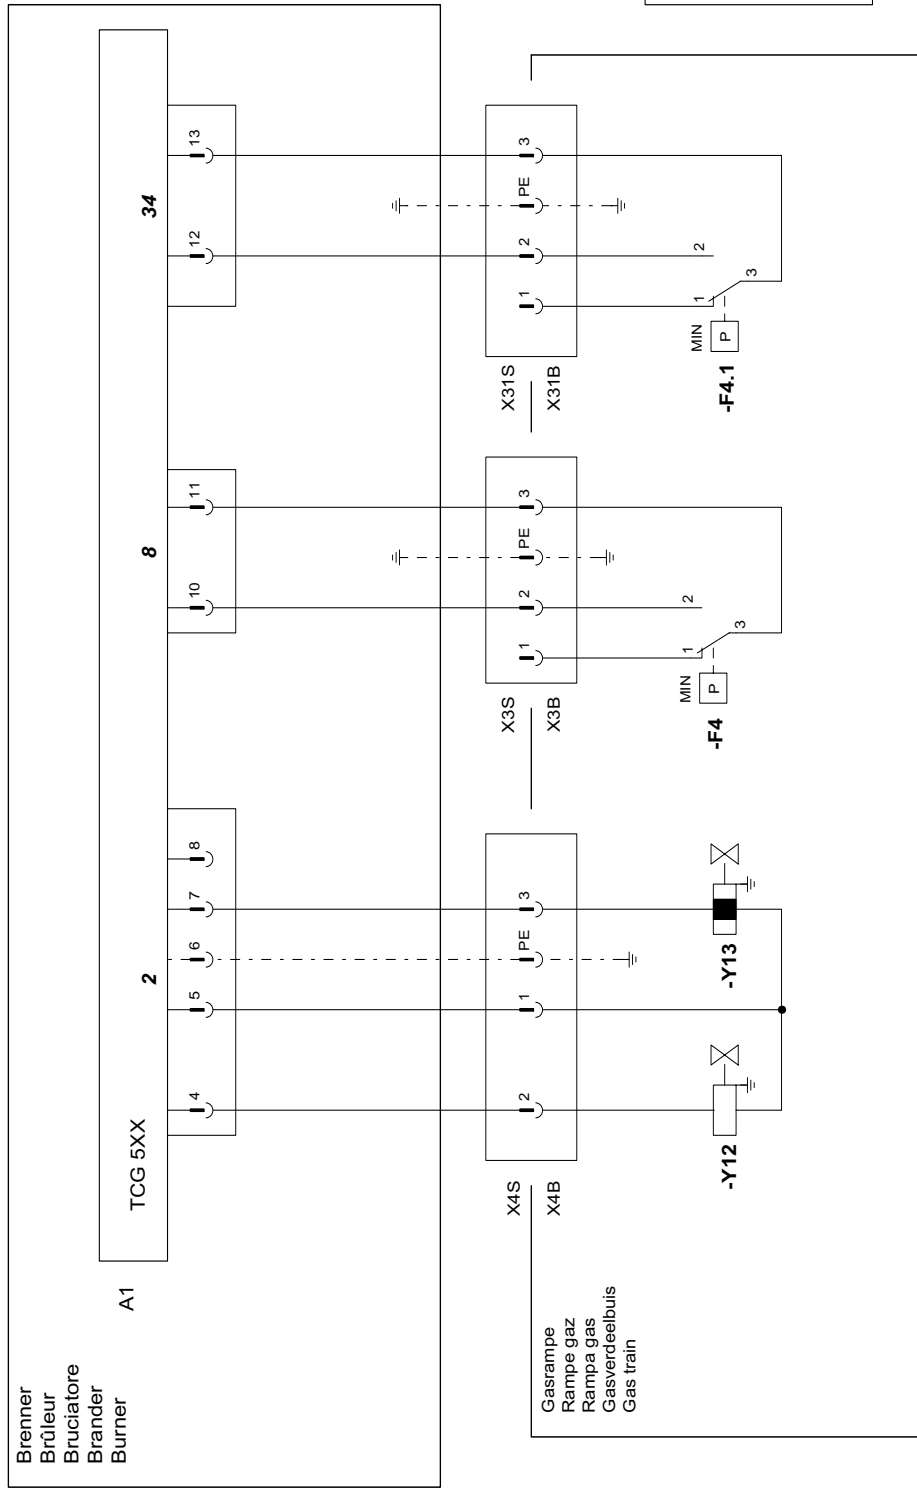 Brenner
Brûleur
Bruciatore
Brander
Burner
A1
TCG 5XX
2
8
34
4
5
6
7
8
10
11
12
13
X4S
X4B
2
1
PE
3
X3S
X3B
1
2
PE
3
X31S
X31B
1
2
PE
3
Gasrampe
Rampe gaz
Rampa gas
Gasverdeelbuis
Gas train
-Y12
-Y13
-F4
MIN
P
1
2
3
-F4.1
MIN
P
1
2
3